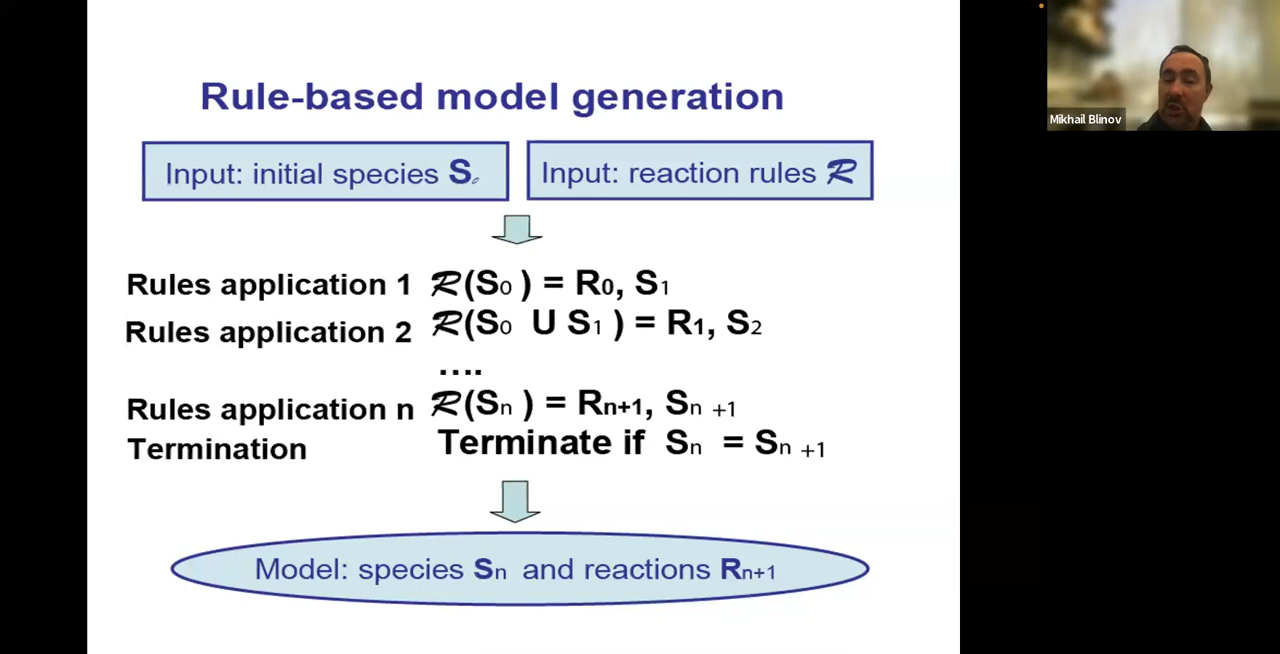 Rule-based model generation
Input: initial species S₀
Input: reaction rules ℛ
Rules application 1 ℛ(S₀ ) = R₀, S₁
Rules application 2 ℛ(S₀ U S₁ ) = R₁, S₂
....
Rules application n ℛ(Sₙ ) = Rₙ₊₁, Sₙ ₊₁
Termination Terminate if Sₙ = Sₙ ₊₁
Model: species Sₙ and reactions Rₙ₊₁
Mikhail Blinov